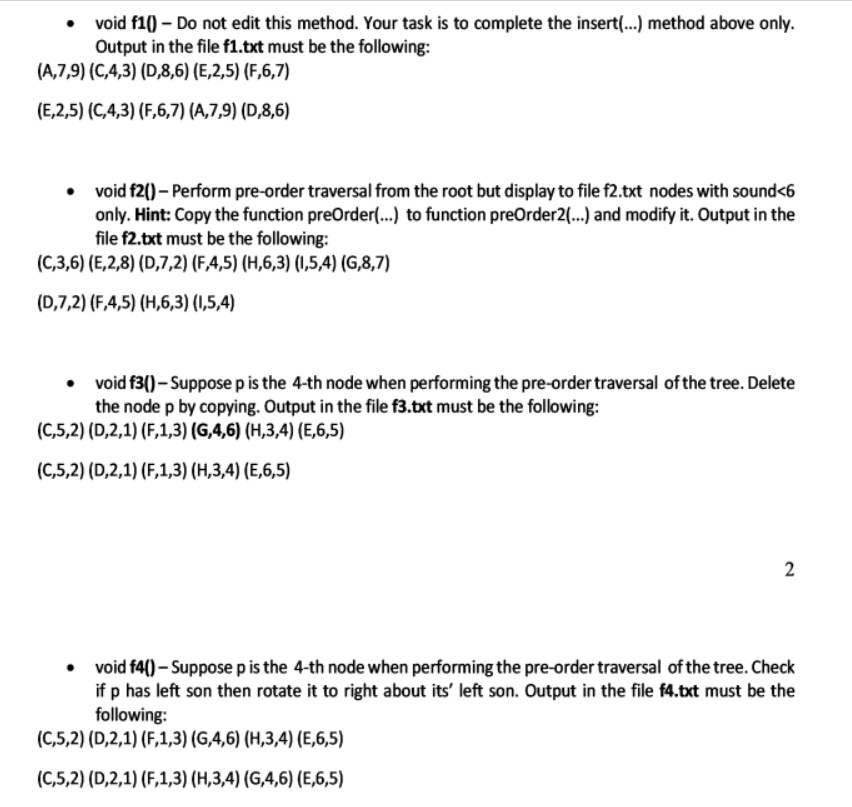 • void f1() – Do not edit this method. Your task is to complete the insert(...) method above only.
Output in the file f1.txt must be the following:
(A,7,9) (C,4,3) (D,8,6) (E,2,5) (F,6,7)
(E,2,5) (C,4,3) (F,6,7) (A,7,9) (D,8,6)
• void f2() – Perform pre-order traversal from the root but display to file f2.txt nodes with sound<6
only. Hint: Copy the function preOrder(...) to function preOrder2(...) and modify it. Output in the
file f2.txt must be the following:
(C,3,6) (E,2,8) (D,7,2) (F,4,5) (H,6,3) (I,5,4) (G,8,7)
(D,7,2) (F,4,5) (H,6,3) (I,5,4)
• void f3() – Suppose p is the 4-th node when performing the pre-order traversal of the tree. Delete
the node p by copying. Output in the file f3.txt must be the following:
(C,5,2) (D,2,1) (F,1,3) (G,4,6) (H,3,4) (E,6,5)
(C,5,2) (D,2,1) (F,1,3) (H,3,4) (E,6,5)
2
• void f4() – Suppose p is the 4-th node when performing the pre-order traversal of the tree. Check
if p has left son then rotate it to right about its’ left son. Output in the file f4.txt must be the
following:
(C,5,2) (D,2,1) (F,1,3) (G,4,6) (H,3,4) (E,6,5)
(C,5,2) (D,2,1) (F,1,3) (H,3,4) (G,4,6) (E,6,5)